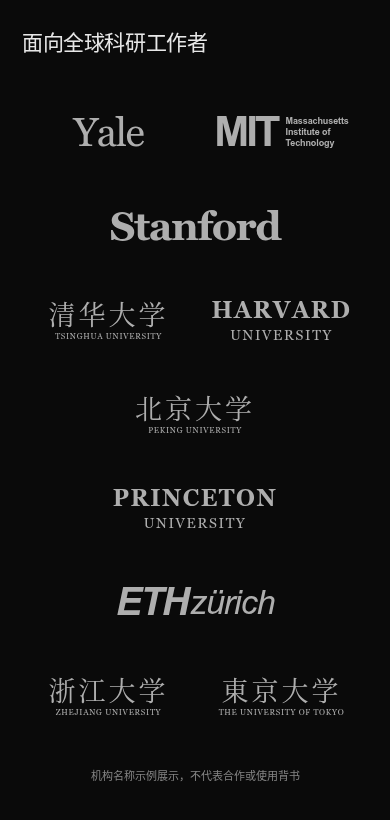 面向全球科研工作者
Yale
MIT
Massachusetts
Institute of
Technology
Stanford
清华大学
TSINGHUA UNIVERSITY
HARVARD
UNIVERSITY
北京大学
PEKING UNIVERSITY
PRINCETON
UNIVERSITY
ETHzürich
浙江大学
ZHEJIANG UNIVERSITY
東京大学
THE UNIVERSITY OF TOKYO
机构名称示例展示，不代表合作或使用背书